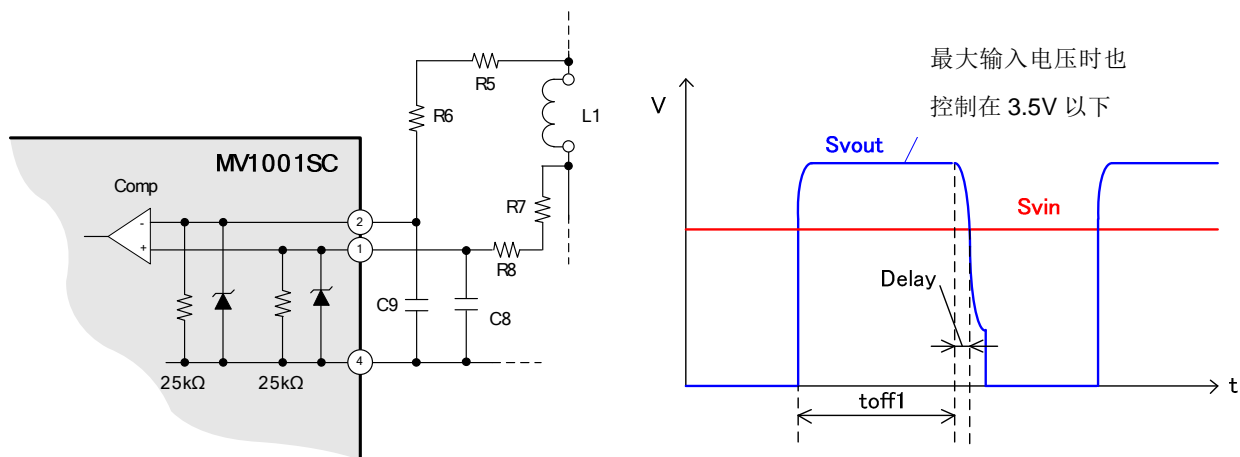 R5
R6
L1
MV1001SC
Comp
-
+
2
1
4
R7
R8
C9
C8
25kΩ
25kΩ
最大输入电压时也
控制在 3.5V 以下
V
Svout
Svin
Delay
toff1
t